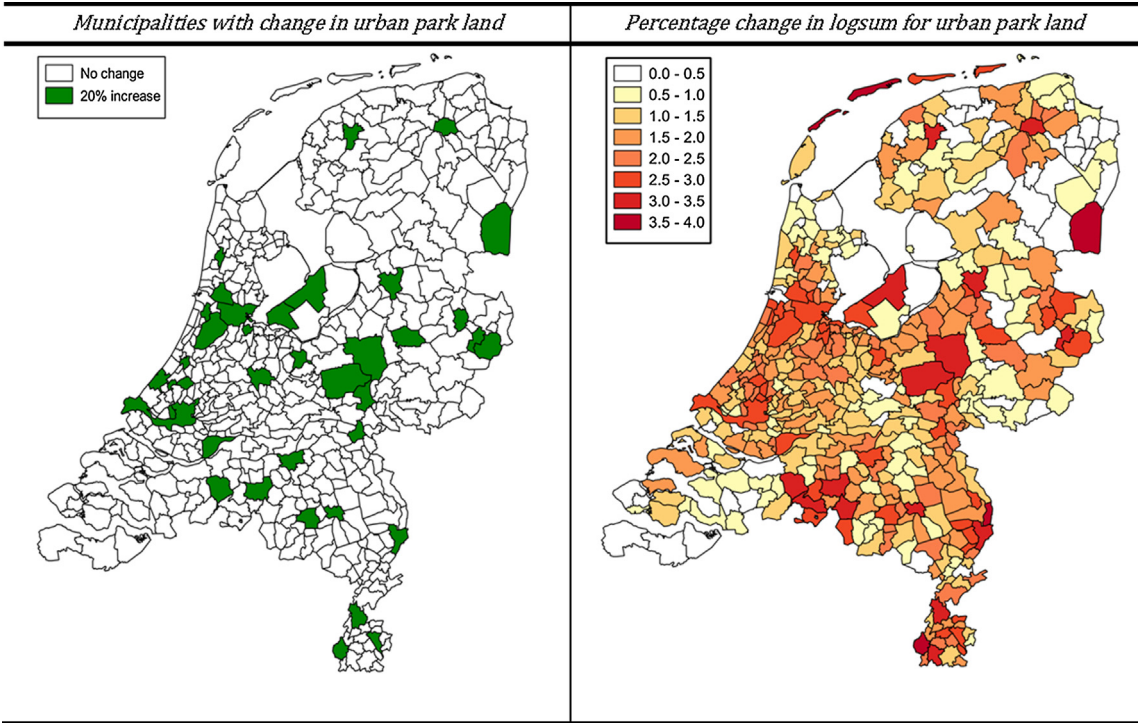 Municipalities with change in urban park land
Percentage change in logsum for urban park land
No change
20% increase
0.0 - 0.5
0.5 - 1.0
1.0 - 1.5
1.5 - 2.0
2.0 - 2.5
2.5 - 3.0
3.0 - 3.5
3.5 - 4.0